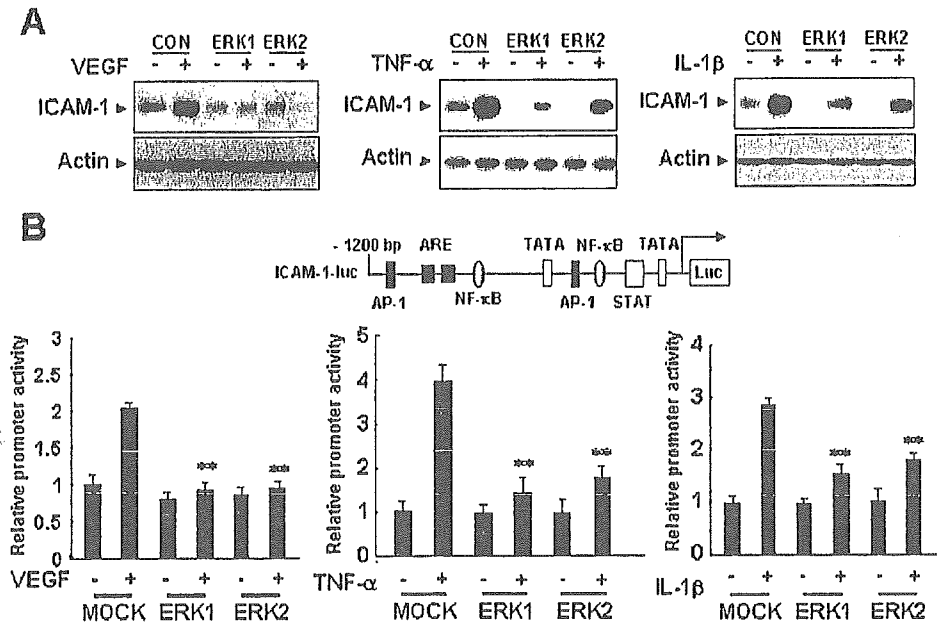 A
CON ERK1 ERK2
VEGF - + - + - +
ICAM-1
Actin
CON ERK1 ERK2
TNF-α - + - + - +
ICAM-1
Actin
CON ERK1 ERK2
IL-1β - + - + - +
ICAM-1
Actin
B
- 1200 bp ARE TATA NF-κB TATA
ICAM-1-luc Luc
AP-1 NF-κB AP-1 STAT
Relative promoter activity
3
2.5
2
1.5
1
0.5
0
** **
VEGF - + - + - +
MOCK ERK1 ERK2
Relative promoter activity
5
4
3
2
1
0
** **
TNF-α - + - + - +
MOCK ERK1 ERK2
Relative promoter activity
4
3
2
1
0
** **
IL-1β - + - + - +
MOCK ERK1 ERK2